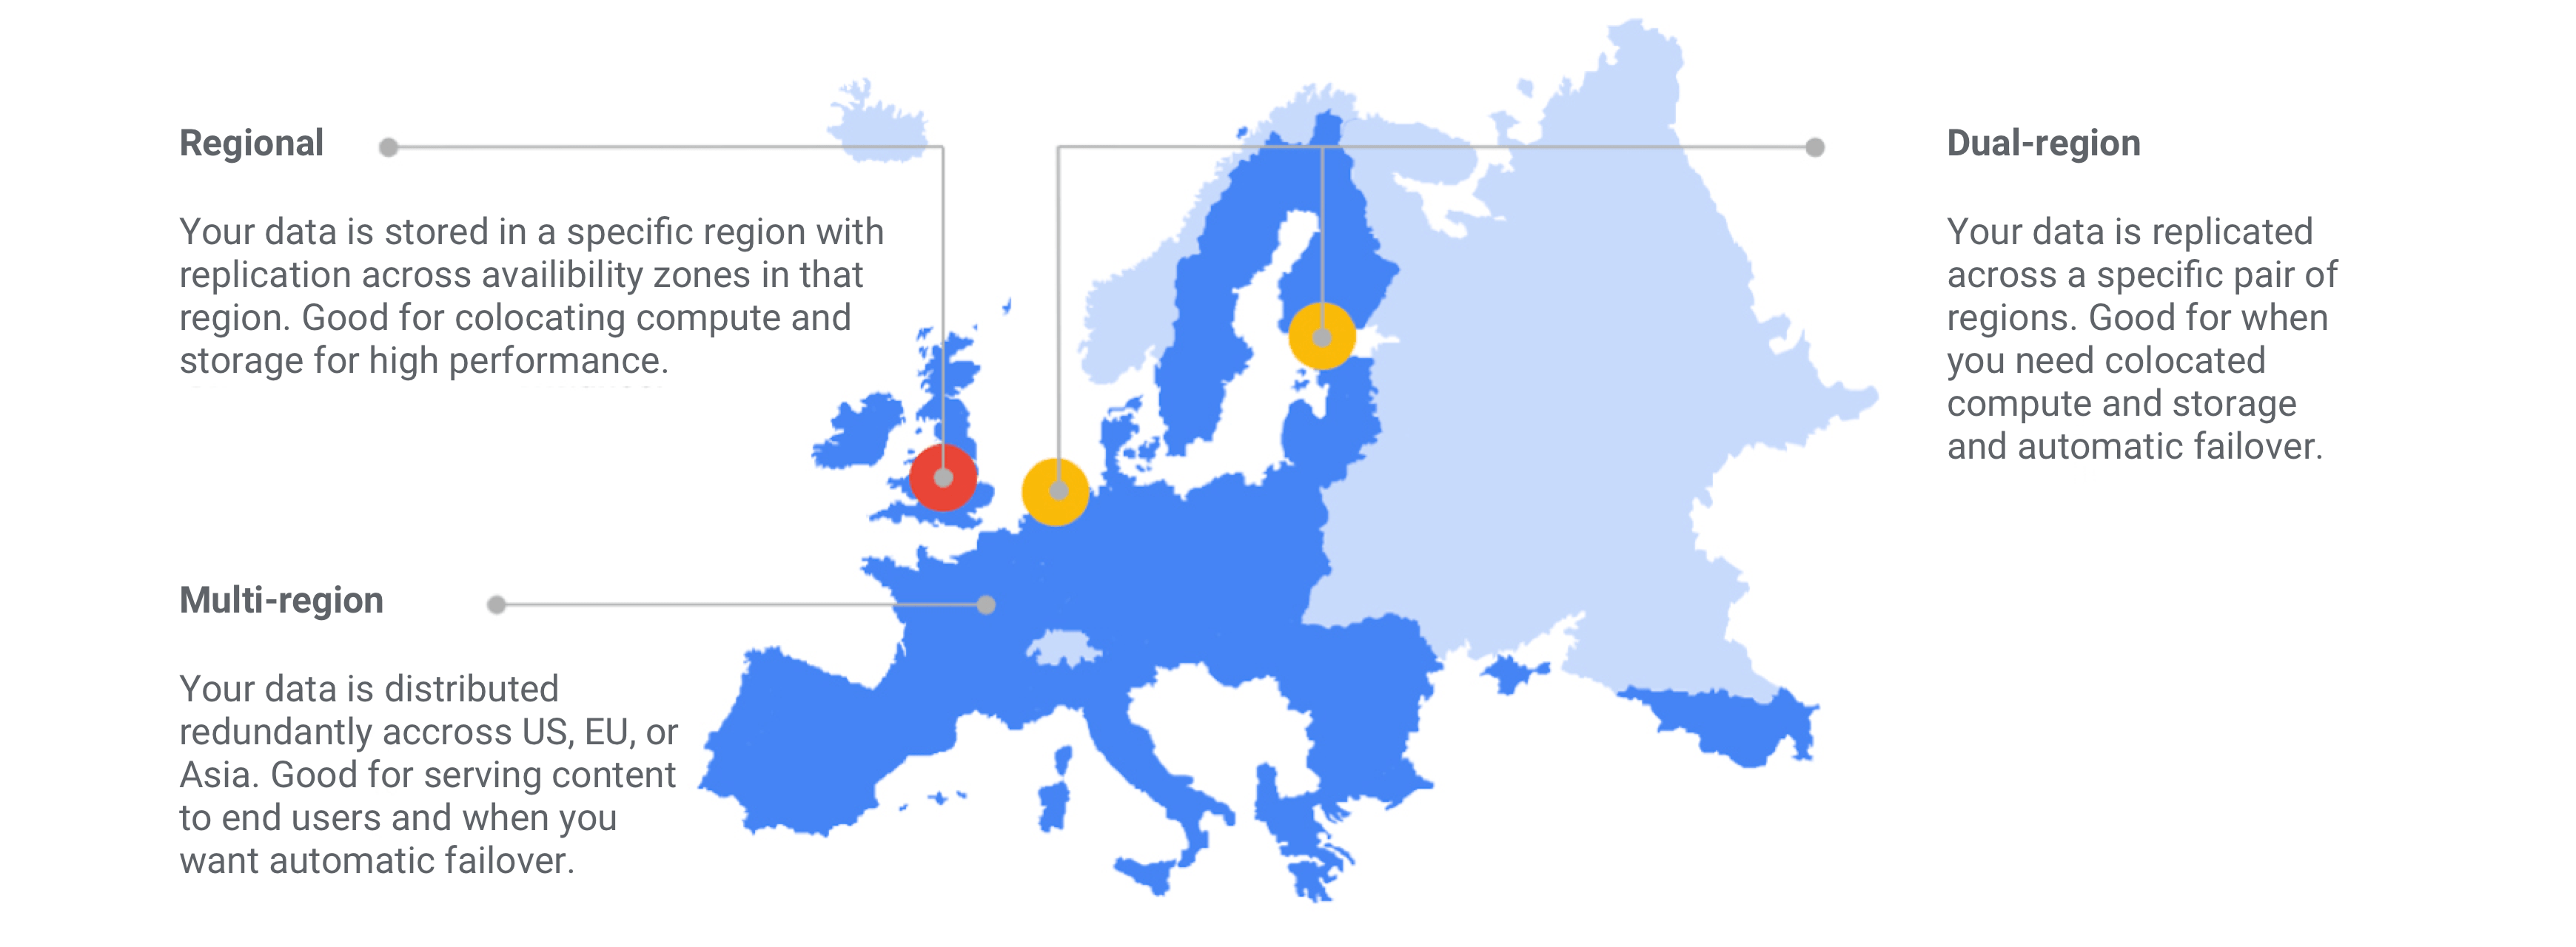 Regional
Your data is stored in a specific region with
replication across availibility zones in that
region. Good for colocating compute and
storage for high performance.
Dual-region
Your data is replicated
across a specific pair of
regions. Good for when
you need colocated
compute and storage
and automatic failover.
Multi-region
Your data is distributed
redundantly accross US, EU, or
Asia. Good for serving content
to end users and when you
want automatic failover.